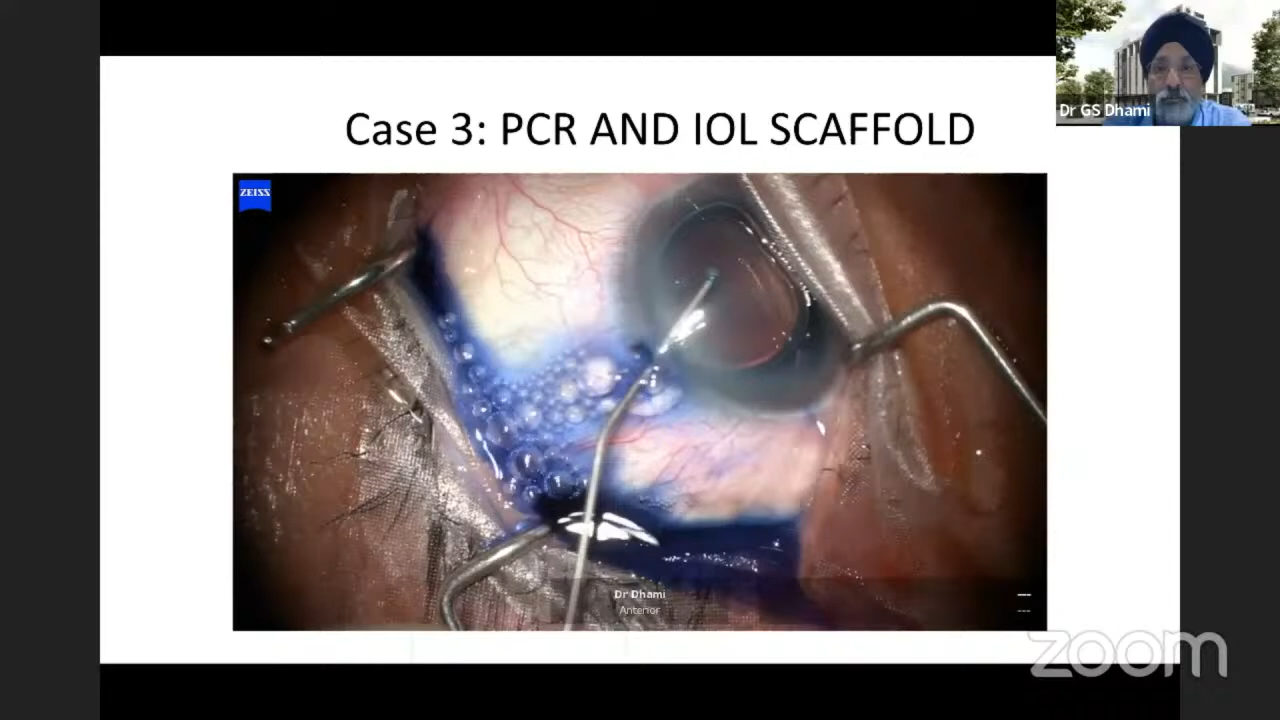 Dr GS Dhami
Case 3: PCR AND IOL SCAFFOLD
ZEISS
Dr Dhami
Anterior
---
---
zoom